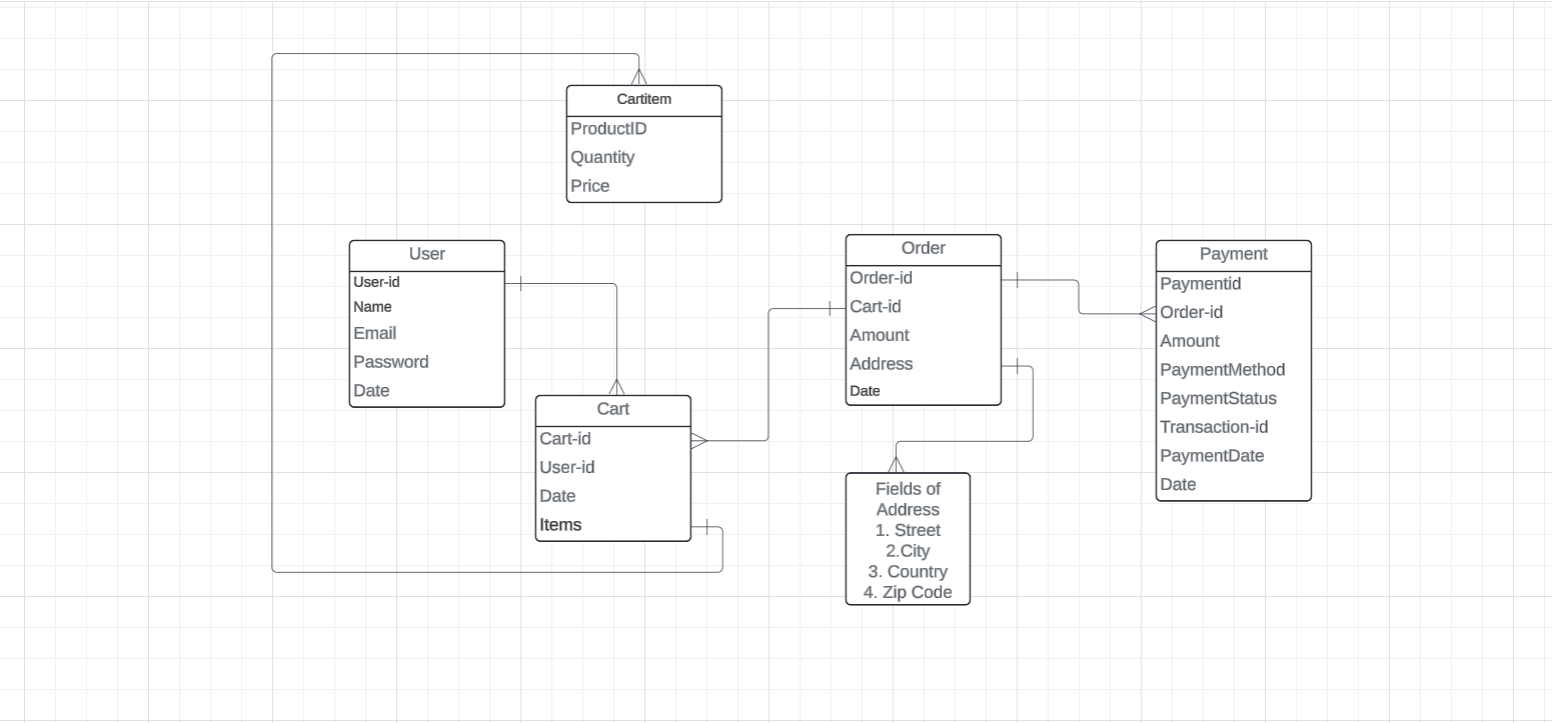 Cartitem
ProductID
Quantity
Price
User
User-id
Name
Email
Password
Date
Cart
Cart-id
User-id
Date
Items
Order
Order-id
Cart-id
Amount
Address
Date
Fields of
Address
1. Street
2.City
3. Country
4. Zip Code
Payment
Paymentid
Order-id
Amount
PaymentMethod
PaymentStatus
Transaction-id
PaymentDate
Date